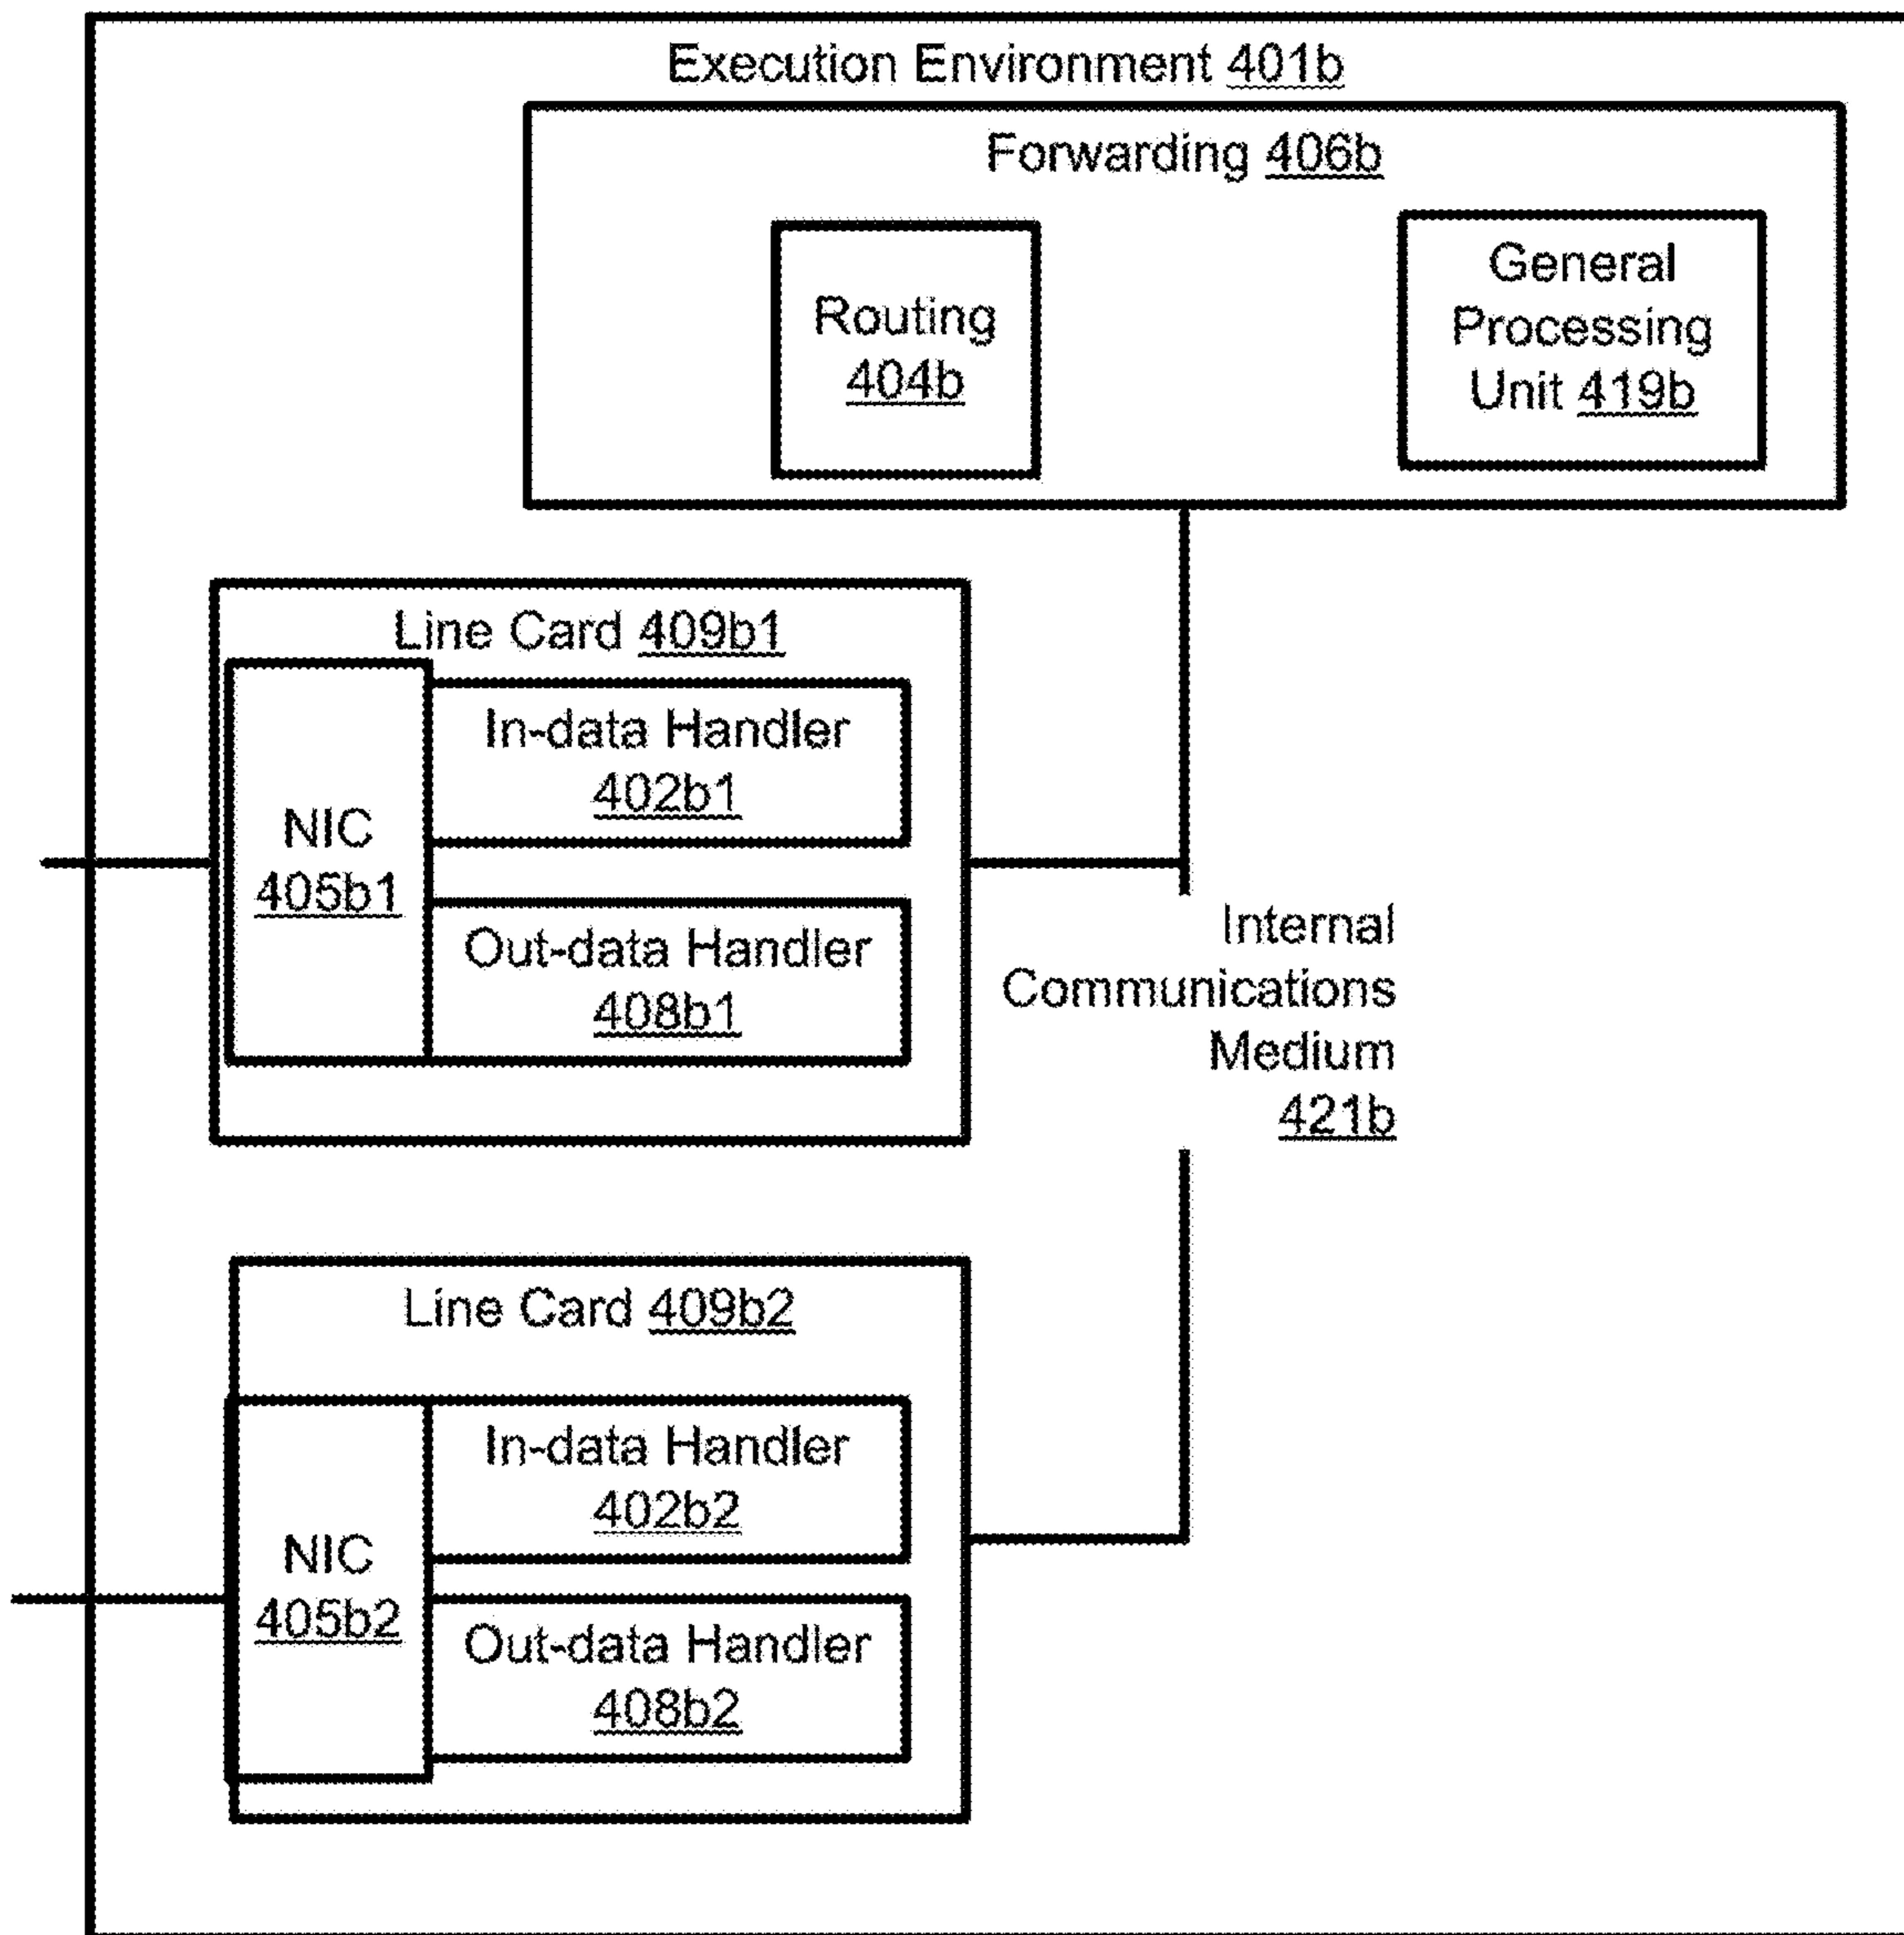 Execution Environment 401b
Forwarding 406b
Routing
404b
General
Processing
Unit 419b
Line Card 409b1
NIC
405b1
In-data Handler
402b1
Out-data Handler
408b1
Internal
Communications
Medium
421b
Line Card 409b2
NIC
405b2
In-data Handler
402b2
Out-data Handler
408b2